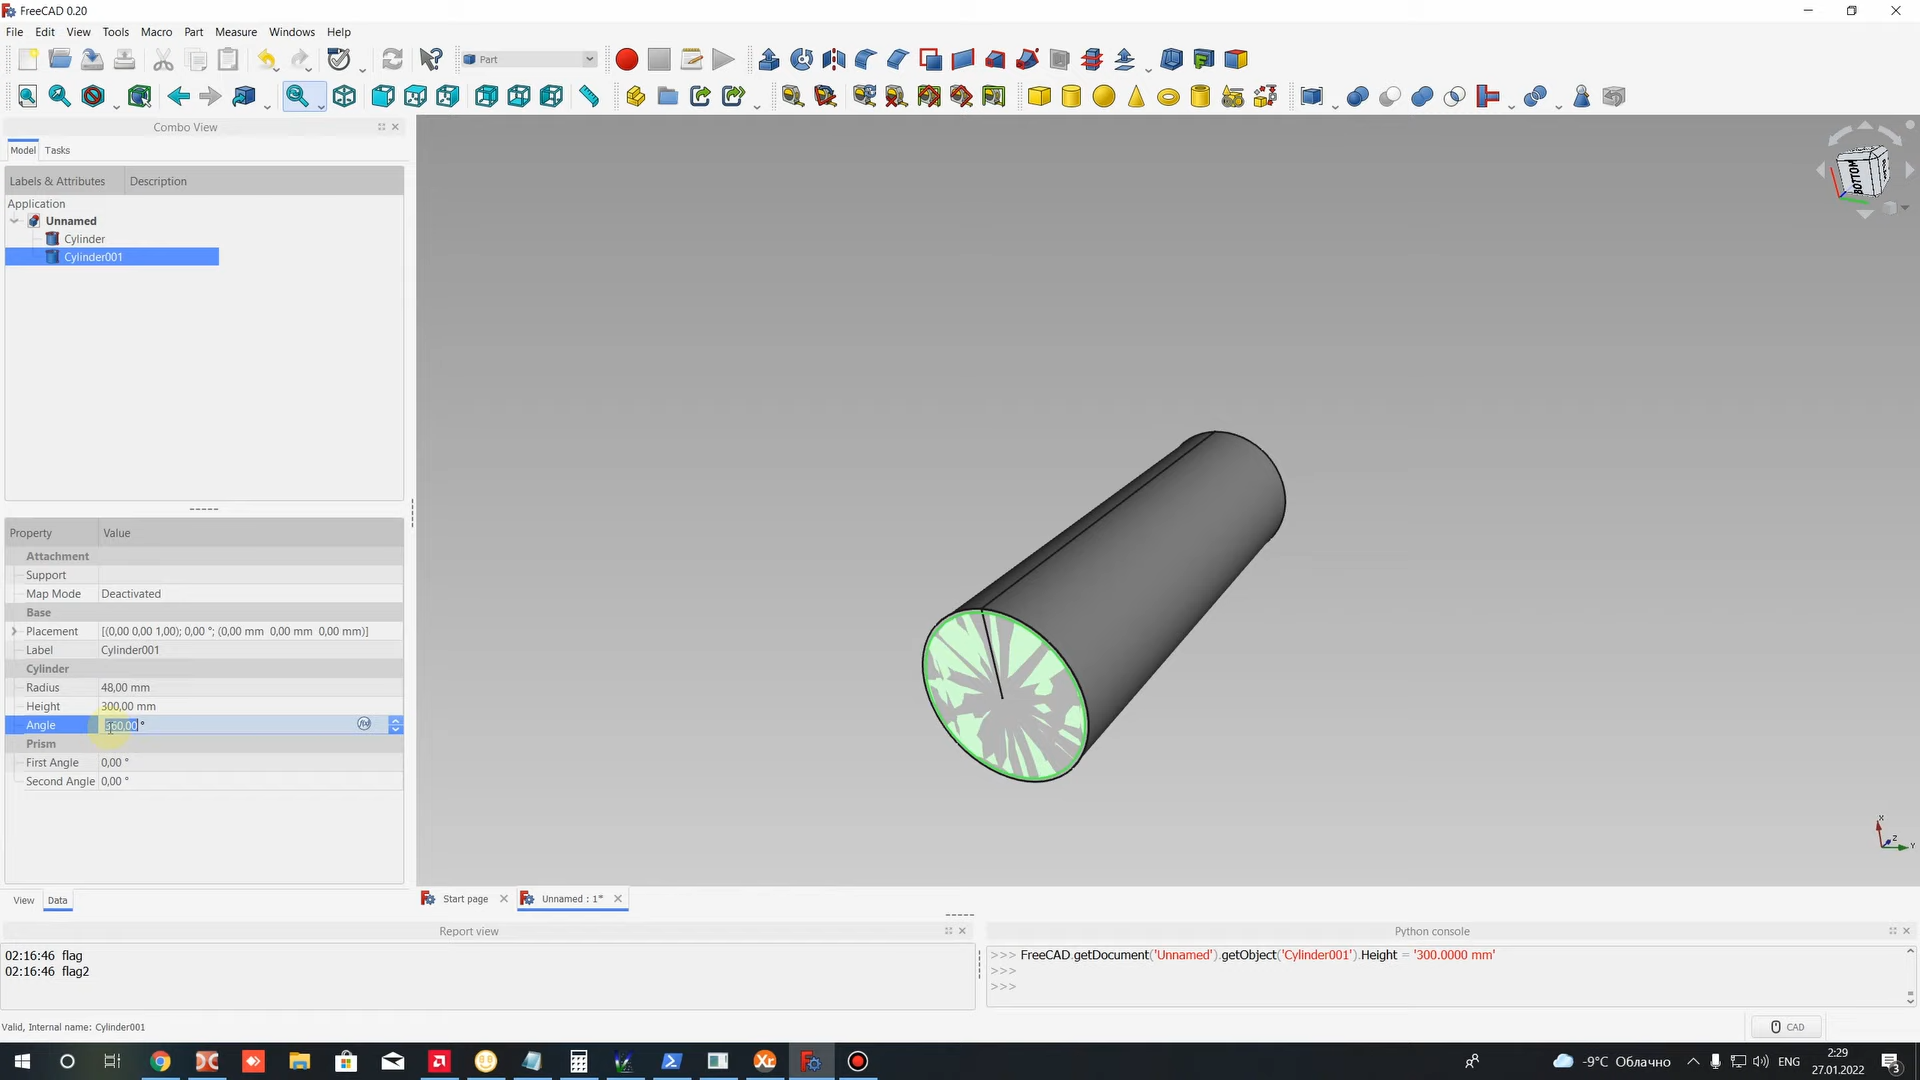 FreeCAD 0.20
File Edit View Tools Macro Part Measure Windows Help
Part
Combo View
Model Tasks
Labels & Attributes Description
Application
Unnamed
Cylinder
Cylinder001
Property Value
Attachment
Support
Map Mode Deactivated
Base
Placement [(0,00 0,00 1,00); 0,00 °; (0,00 mm 0,00 mm 0,00 mm)]
Label Cylinder001
Cylinder
Radius 48,00 mm
Height 300,00 mm
Angle 360,00 °
Prism
First Angle 0,00 °
Second Angle 0,00 °
View Data
BOTTOM
X
Z
Y
Start page Unnamed : 1*
Report view
02:16:46 flag
02:16:46 flag2
Python console
>>> FreeCAD.getDocument('Unnamed').getObject('Cylinder001').Height = '300.0000 mm'
>>>
>>>
Valid, Internal name: Cylinder001
CAD
-9°C Облачно
ENG
2:29
27.01.2022
3